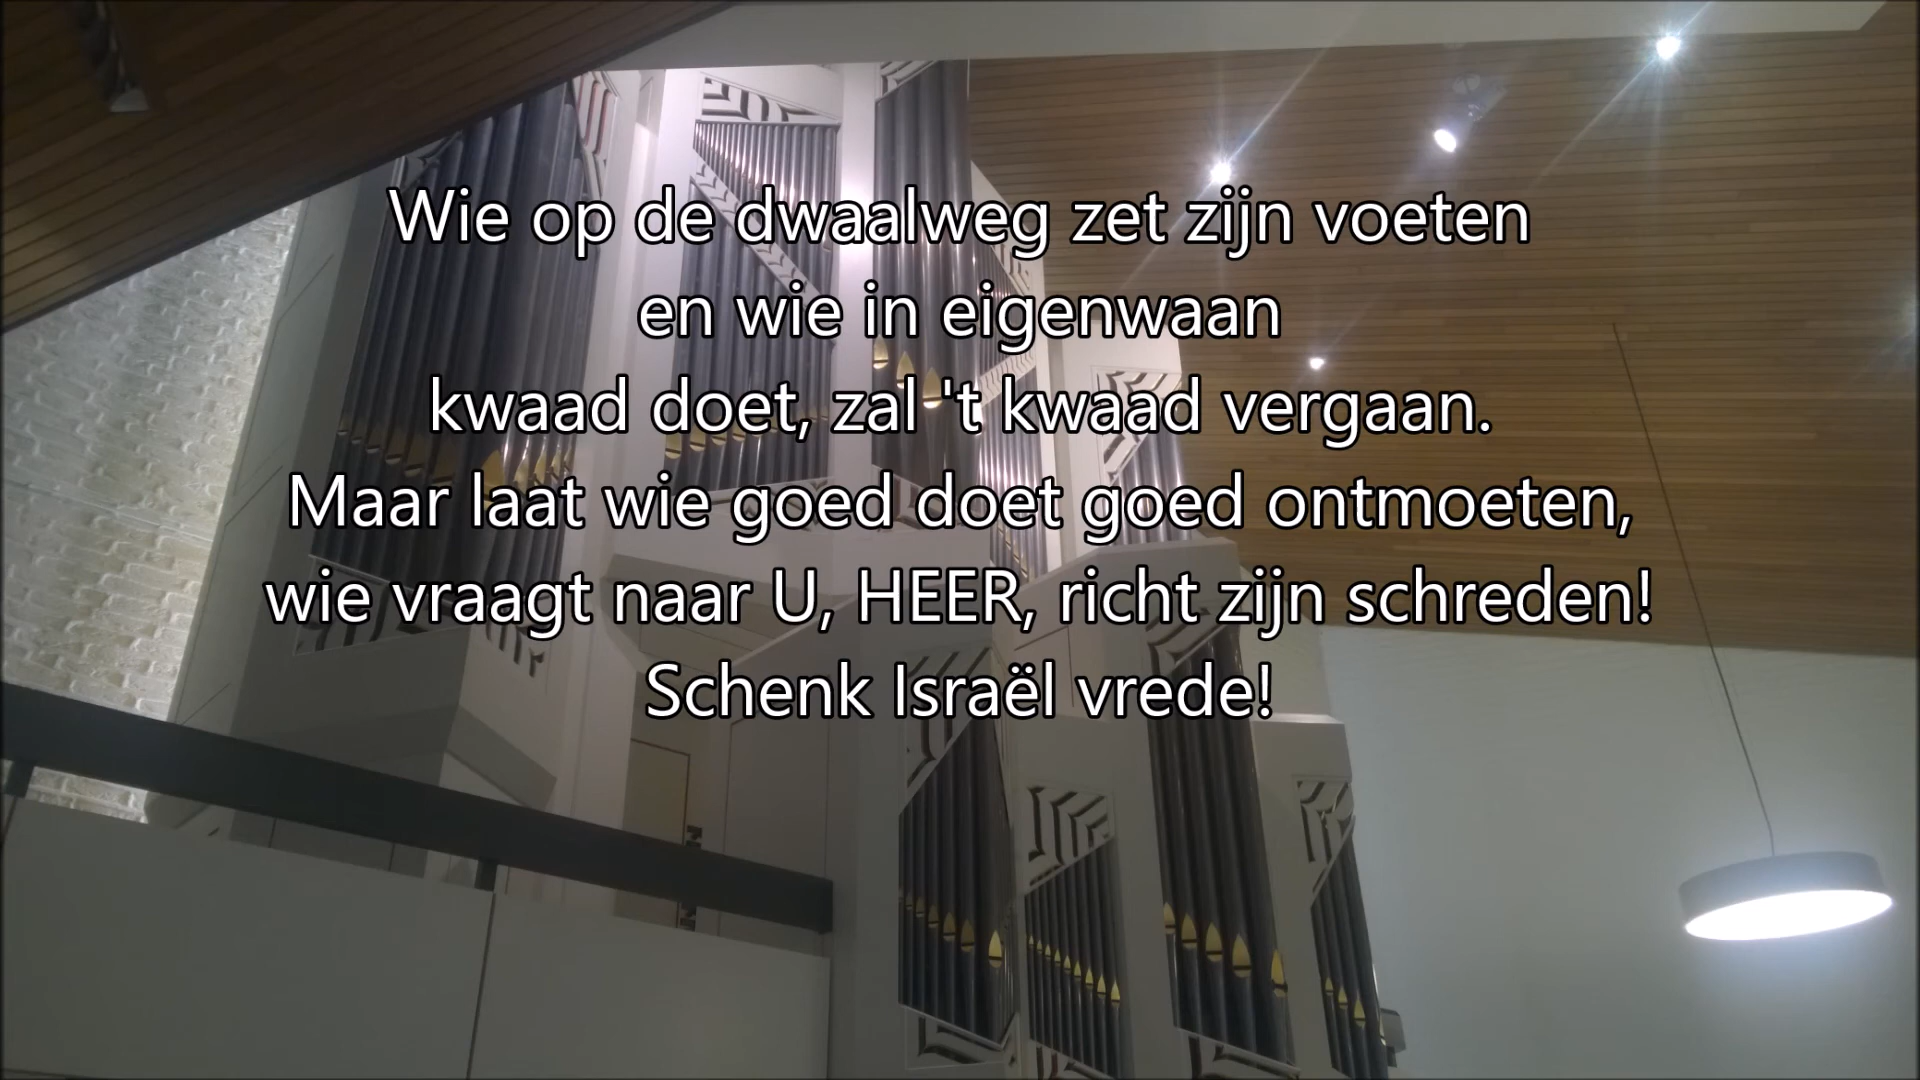 Wie op de dwaalweg zet zijn voeten
en wie in eigenwaan
kwaad doet, zal 't kwaad vergaan.
Maar laat wie goed doet goed ontmoeten,
wie vraagt naar U, HEER, richt zijn schreden!
Schenk Israël vrede!